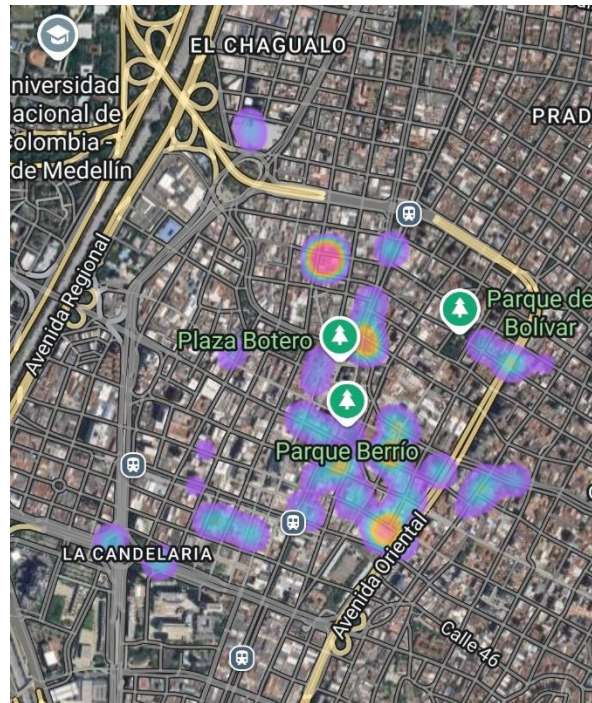 EL CHAGUALO
niversidad
acional de
olombia -
de Medellín
PRAD
Avenida Regional
Plaza Botero
Parque de
Bolívar
Parque Berrío
LA CANDELARIA
Avenida Oriental
Calle 46